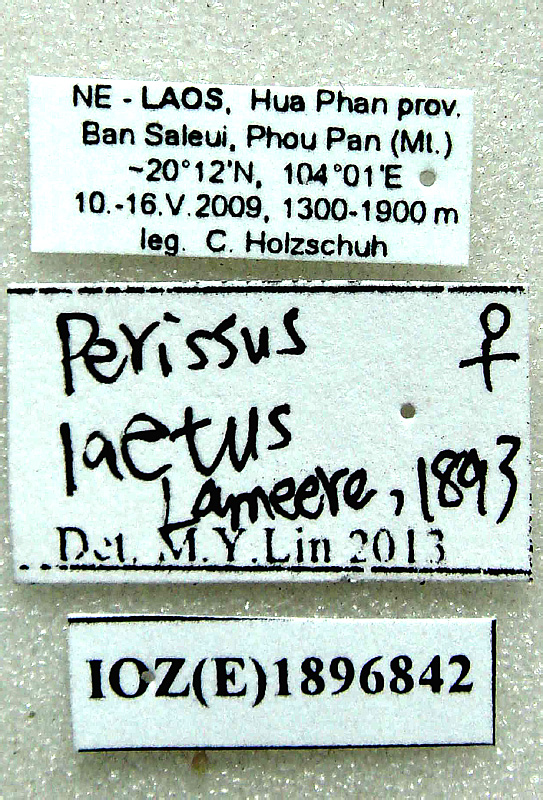 NE - LAOS, Hua Phan prov.
Ban Saleui, Phou Pan (Mt.)
~20°12'N, 104°01'E
10.-16.V.2009, 1300-1900 m
leg. C. Holzschuh
Perissus ♀
laetus
Lameere, 1893
Det. M.Y.Lin 2013
IOZ(E)1896842